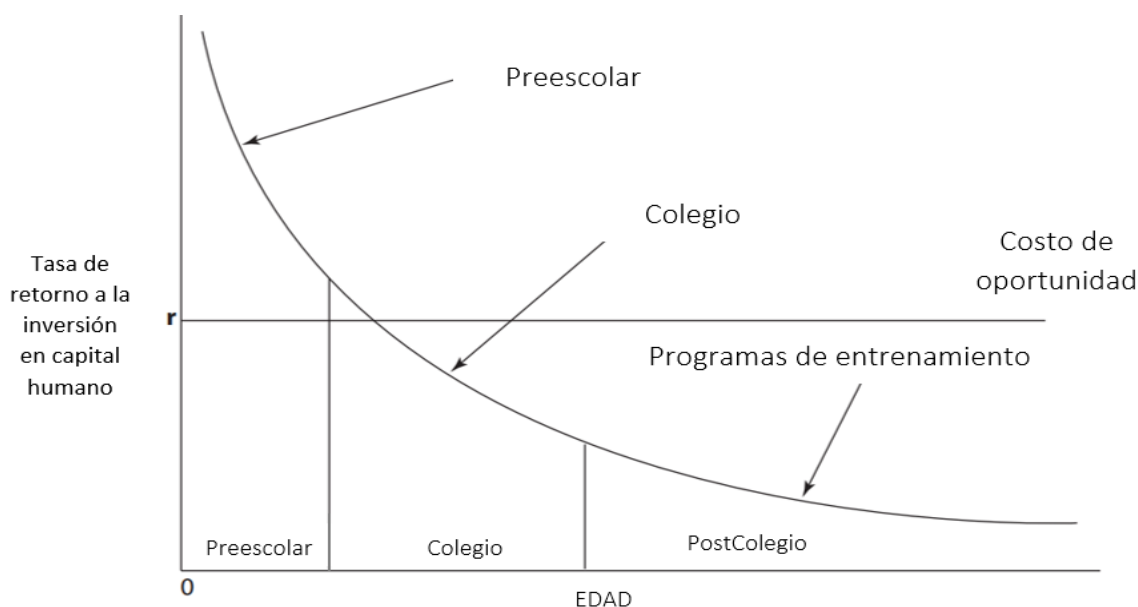 Preescolar
Colegio
Costo de
oportunidad
Tasa de
retorno a la
inversión
en capital
humano
r
Programas de entrenamiento
Preescolar
Colegio
PostColegio
0
EDAD